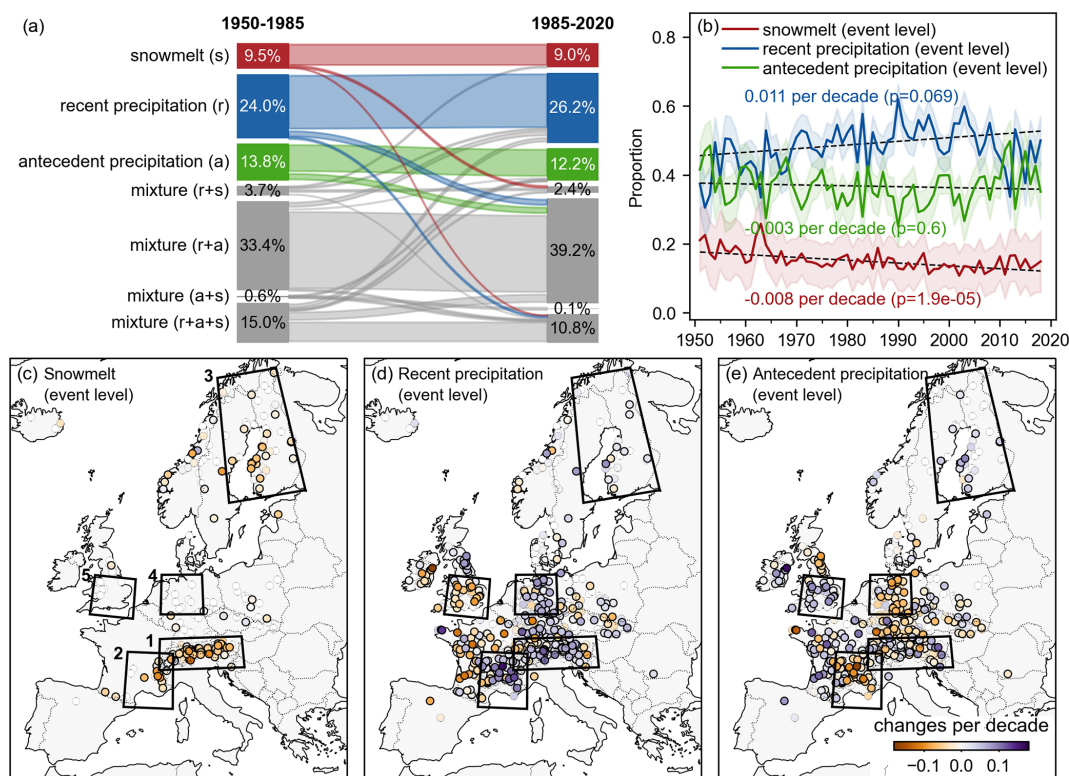 (a)
1950-1985
1985-2020
snowmelt (s)
9.5%
9.0%
recent precipitation (r)
24.0%
26.2%
antecedent precipitation (a)
13.8%
12.2%
mixture (r+s)
3.7%
2.4%
mixture (r+a)
33.4%
39.2%
mixture (a+s)
0.6%
0.1%
mixture (r+a+s)
15.0%
10.8%
(b)
snowmelt (event level)
recent precipitation (event level)
antecedent precipitation (event level)
0.011 per decade (p=0.069)
-0.003 per decade (p=0.6)
-0.008 per decade (p=1.9e-05)
Proportion
0.8
0.6
0.4
0.2
0.0
1950 1960 1970 1980 1990 2000 2010 2020
(c) Snowmelt
(event level)
3
5
4
1
2
(d) Recent precipitation
(event level)
(e) Antecedent precipitation
(event level)
changes per decade
−0.1 0.0 0.1